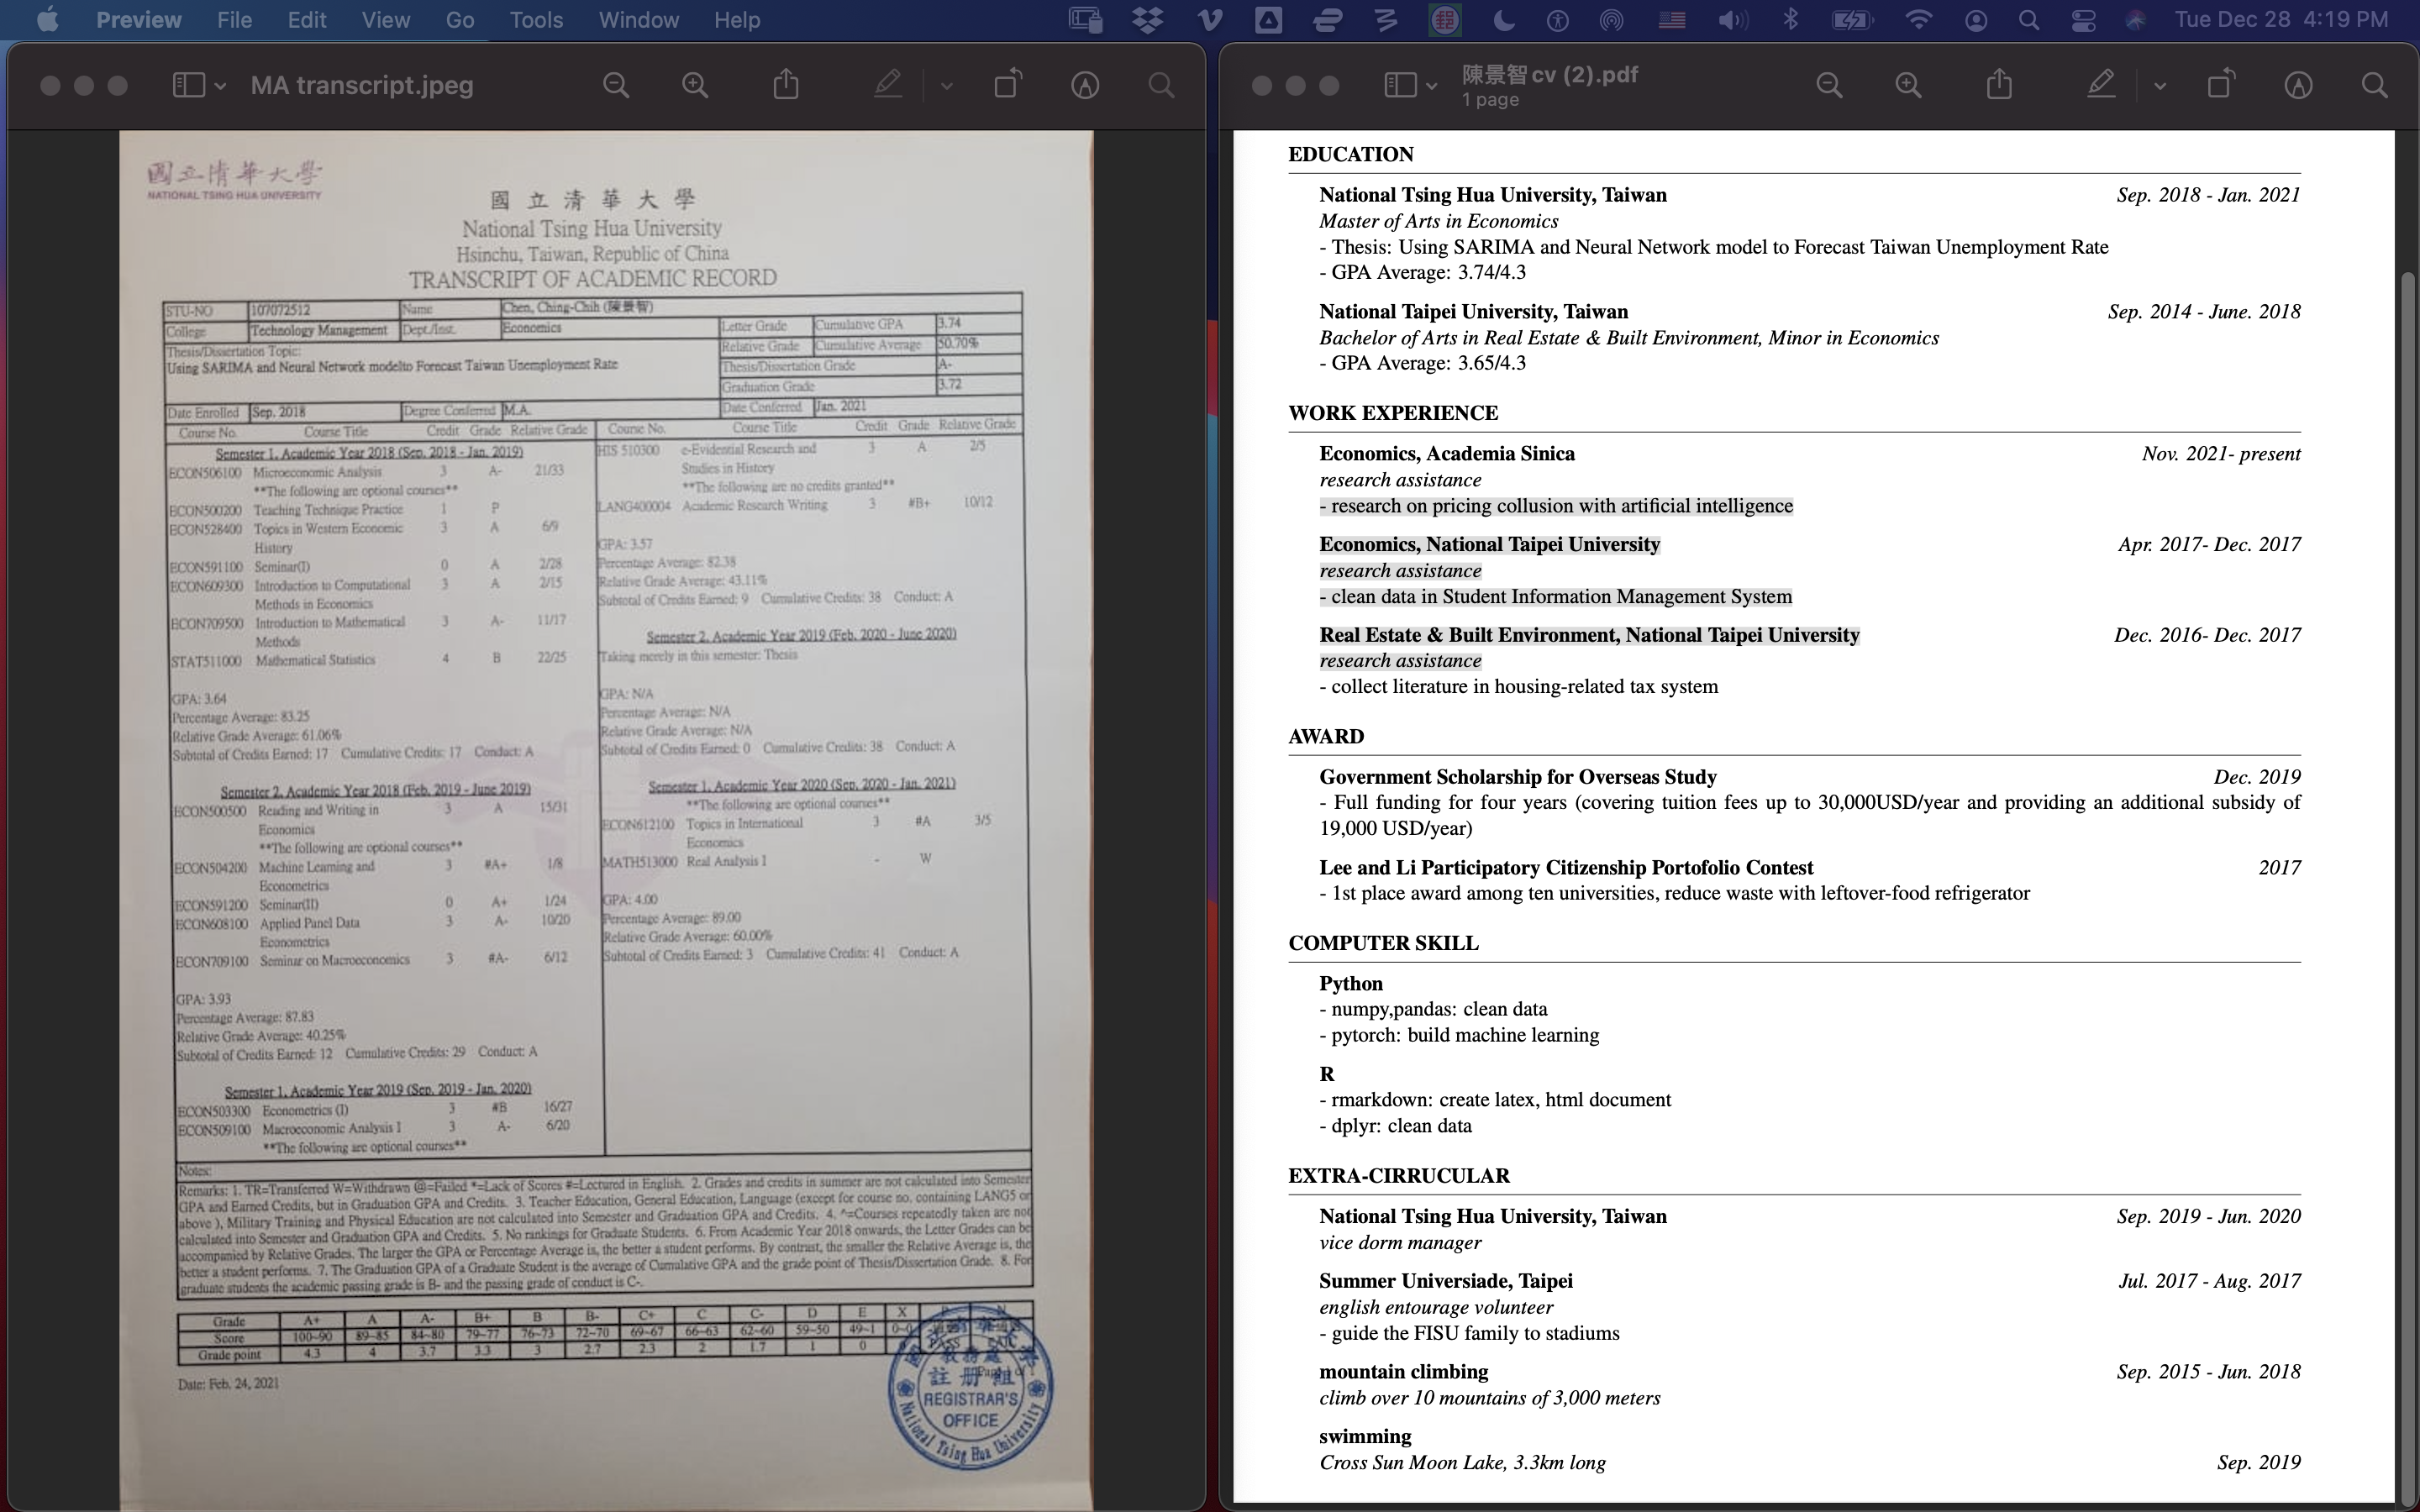 Preview File Edit View Go Tools Window Help
郵
Tue Dec 28 4:19 PM
MA transcript.jpeg
國立清華大學
NATIONAL TSING HUA UNIVERSITY
國立清華大學
National Tsing Hua University
Hsinchu, Taiwan, Republic of China
TRANSCRIPT OF ACADEMIC RECORD
STU-NO 107072512 Name Chen, Ching-Chih (陳景智)
College Technology Management Dept./Inst. Economics Letter Grade Cumulative GPA 3.74
Relative Grade Cumulative Average 50.70%
Thesis/Dissertation Topic:
Using SARIMA and Neural Network modelto Forecast Taiwan Unemployment Rate
Thesis/Dissertation Grade A-
Graduation Grade 3.72
Date Enrolled Sep. 2018 Degree Conferred M.A. Date Conferred Jan. 2021
Course No. Course Title Credit Grade Relative Grade Course No. Course Title Credit Grade Relative Grade
Semester 1, Academic Year 2018 (Sep. 2018 - Jan. 2019)
ECON506100 Microeconomic Analysis 3 A- 21/33
**The following are optional courses**
ECON500200 Teaching Technique Practice 1 P
ECON528400 Topics in Western Economic 3 A 6/9
History
ECON591100 Seminar(I) 0 A 2/28
ECON609300 Introduction to Computational 3 A 2/15
Methods in Economics
ECON709500 Introduction to Mathematical 3 A- 11/17
Methods
STAT511000 Mathematical Statistics 4 B 22/25
GPA: 3.64
Percentage Average: 83.25
Relative Grade Average: 61.06%
Subtotal of Credits Earned: 17 Cumulative Credits: 17 Conduct: A
Semester 2, Academic Year 2018 (Feb. 2019 - June 2019)
ECON500500 Reading and Writing in 3 A 15/31
Economics
**The following are optional courses**
ECON504200 Machine Learning and 3 #A+ 1/8
Econometrics
ECON591200 Seminar(II) 0 A+ 1/24
ECON608100 Applied Panel Data 3 A- 10/20
Econometrics
ECON709100 Seminar on Macroeconomics 3 #A- 6/12
GPA: 3.93
Percentage Average: 87.83
Relative Grade Average: 40.25%
Subtotal of Credits Earned: 12 Cumulative Credits: 29 Conduct: A
Semester 1, Academic Year 2019 (Sep. 2019 - Jan. 2020)
ECON503300 Econometrics (I) 3 #B 16/27
ECON509100 Macroeconomic Analysis I 3 A- 6/20
**The following are optional courses**
HIS 510300 e-Evidential Research and 3 A 2/5
Studies in History
**The following are no credits granted**
LANG400004 Academic Research Writing 3 #B+ 10/12
GPA: 3.57
Percentage Average: 82.38
Relative Grade Average: 43.11%
Subtotal of Credits Earned: 9 Cumulative Credits: 38 Conduct: A
Semester 2, Academic Year 2019 (Feb. 2020 - June 2020)
Taking merely in this semester: Thesis
GPA: N/A
Percentage Average: N/A
Relative Grade Average: N/A
Subtotal of Credits Earned: 0 Cumulative Credits: 38 Conduct: A
Semester 1, Academic Year 2020 (Sep. 2020 - Jan. 2021)
**The following are optional courses**
ECON612100 Topics in International 3 #A 3/5
Economics
MATH513000 Real Analysis I - W
GPA: 4.00
Percentage Average: 89.00
Relative Grade Average: 60.00%
Subtotal of Credits Earned: 3 Cumulative Credits: 41 Conduct: A
Notes:
Remarks: 1. TR=Transferred W=Withdrawn @=Failed *=Lack of Scores #=Lectured in English. 2. Grades and credits in summer are not calculated into Semester
GPA and Earned Credits, but in Graduation GPA and Credits. 3. Teacher Education, General Education, Language (except for course no. containing LANG5 or
above ), Military Training and Physical Education are not calculated into Semester and Graduation GPA and Credits. 4. ^=Courses repeatedly taken are not
calculated into Semester and Graduation GPA and Credits. 5. No rankings for Graduate Students. 6. From Academic Year 2018 onwards, the Letter Grades can be
accompanied by Relative Grades. The larger the GPA or Percentage Average is, the better a student performs. By contrast, the smaller the Relative Average is, the
better a student performs. 7. The Graduation GPA of a Graduate Student is the average of Cumulative GPA and the grade point of Thesis/Dissertation Grade. 8. For
graduate students the academic passing grade is B- and the passing grade of conduct is C-.
Grade A+ A A- B+ B B- C+ C C- D E X
Score 100~90 89~85 84~80 79~77 76~73 72~70 69~67 66~63 62~60 59~50 49~1 0~0 PASS FAIL
Grade point 4.3 4 3.7 3.3 3 2.7 2.3 2 1.7 1 0
Date: Feb. 24, 2021
教務處
註冊組
REGISTRAR'S
OFFICE
National Tsing Hua University
陳景智cv (2).pdf
1 page
EDUCATION
National Tsing Hua University, Taiwan Sep. 2018 - Jan. 2021
Master of Arts in Economics
- Thesis: Using SARIMA and Neural Network model to Forecast Taiwan Unemployment Rate
- GPA Average: 3.74/4.3
National Taipei University, Taiwan Sep. 2014 - June. 2018
Bachelor of Arts in Real Estate & Built Environment, Minor in Economics
- GPA Average: 3.65/4.3
WORK EXPERIENCE
Economics, Academia Sinica Nov. 2021- present
research assistance
- research on pricing collusion with artificial intelligence
Economics, National Taipei University Apr. 2017- Dec. 2017
research assistance
- clean data in Student Information Management System
Real Estate & Built Environment, National Taipei University Dec. 2016- Dec. 2017
research assistance
- collect literature in housing-related tax system
AWARD
Government Scholarship for Overseas Study Dec. 2019
- Full funding for four years (covering tuition fees up to 30,000USD/year and providing an additional subsidy of
19,000 USD/year)
Lee and Li Participatory Citizenship Portofolio Contest 2017
- 1st place award among ten universities, reduce waste with leftover-food refrigerator
COMPUTER SKILL
Python
- numpy,pandas: clean data
- pytorch: build machine learning
R
- rmarkdown: create latex, html document
- dplyr: clean data
EXTRA-CIRRUCULAR
National Tsing Hua University, Taiwan Sep. 2019 - Jun. 2020
vice dorm manager
Summer Universiade, Taipei Jul. 2017 - Aug. 2017
english entourage volunteer
- guide the FISU family to stadiums
mountain climbing Sep. 2015 - Jun. 2018
climb over 10 mountains of 3,000 meters
swimming
Cross Sun Moon Lake, 3.3km long Sep. 2019